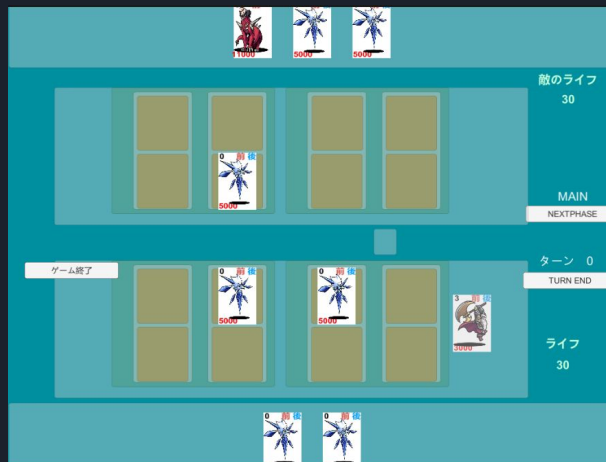 11000
5000
5000
敵のライフ
30
0 前 後
5000
MAIN
NEXTPHASE
ターン 0
ゲーム終了
TURN END
0 前 後
5000
0 前 後
5000
3 前 後
3000
ライフ
30
0 前 後
0 前 後